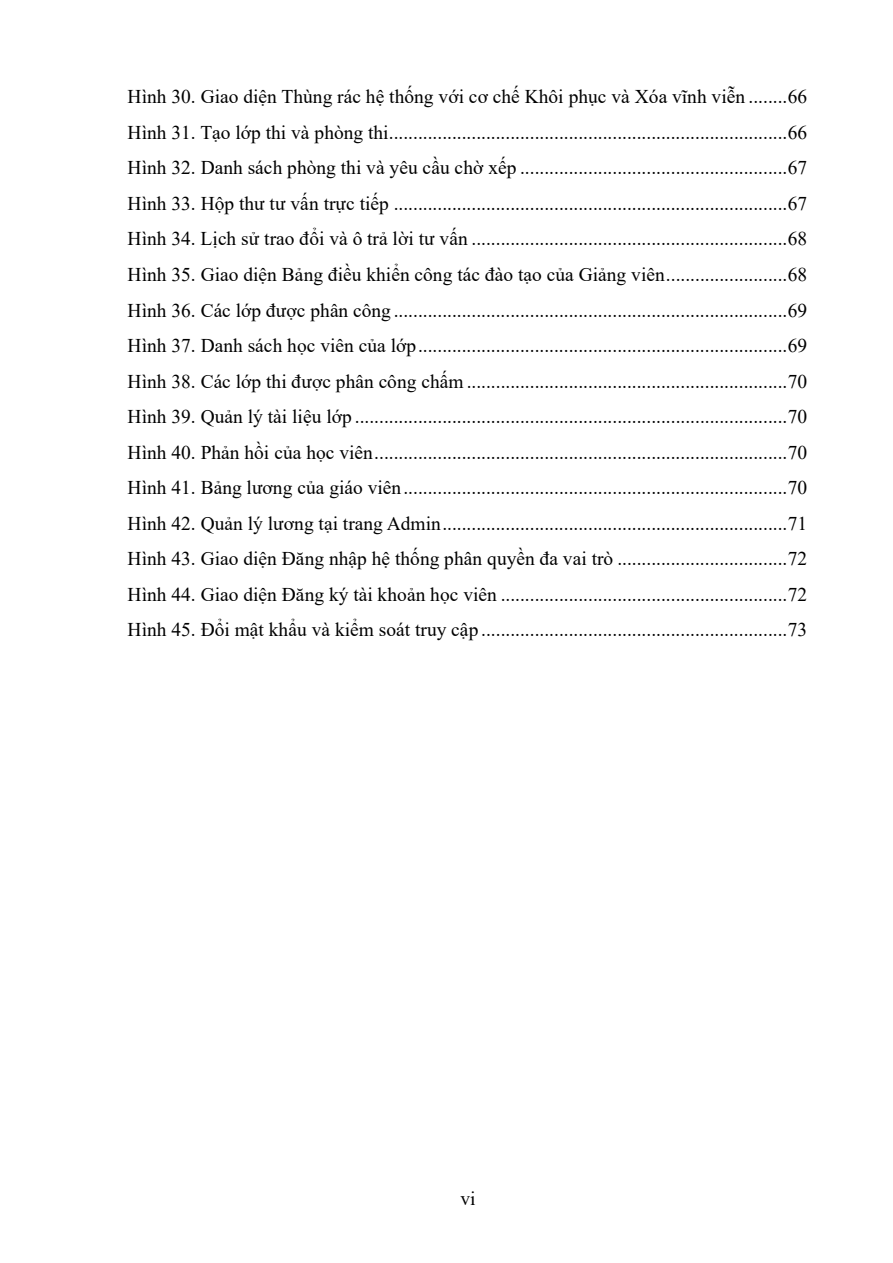 Hình 30. Giao diện Thùng rác hệ thống với cơ chế Khôi phục và Xóa vĩnh viễn ........66
Hình 31. Tạo lớp thi và phòng thi...................................................................................66
Hình 32. Danh sách phòng thi và yêu cầu chờ xếp .......................................................67
Hình 33. Hộp thư tư vấn trực tiếp .................................................................................67
Hình 34. Lịch sử trao đổi và ô trả lời tư vấn .................................................................68
Hình 35. Giao diện Bảng điều khiển công tác đào tạo của Giảng viên.........................68
Hình 36. Các lớp được phân công .................................................................................69
Hình 37. Danh sách học viên của lớp............................................................................69
Hình 38. Các lớp thi được phân công chấm ..................................................................70
Hình 39. Quản lý tài liệu lớp .........................................................................................70
Hình 40. Phản hồi của học viên.....................................................................................70
Hình 41. Bảng lương của giáo viên ...............................................................................70
Hình 42. Quản lý lương tại trang Admin.......................................................................71
Hình 43. Giao diện Đăng nhập hệ thống phân quyền đa vai trò ...................................72
Hình 44. Giao diện Đăng ký tài khoản học viên ...........................................................72
Hình 45. Đổi mật khẩu và kiểm soát truy cập ...............................................................73
vi